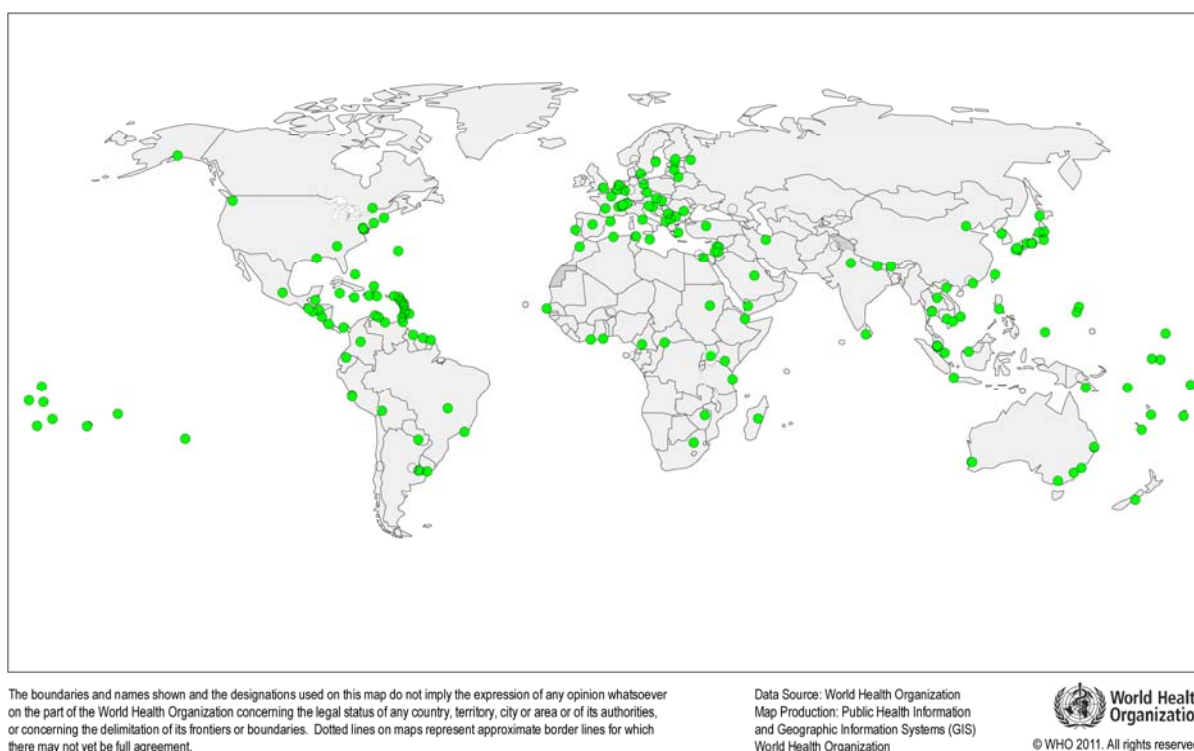 The boundaries and names shown and the designations used on this map do not imply the expression of any opinion whatsoever
on the part of the World Health Organization concerning the legal status of any country, territory, city or area or of its authorities,
or concerning the delimitation of its frontiers or boundaries. Dotted lines on maps represent approximate border lines for which
there may not yet be full agreement.
Data Source: World Health Organization
Map Production: Public Health Information
and Geographic Information Systems (GIS)
World Health Organization
World Healt
Organization
© WHO 2011. All rights reserve